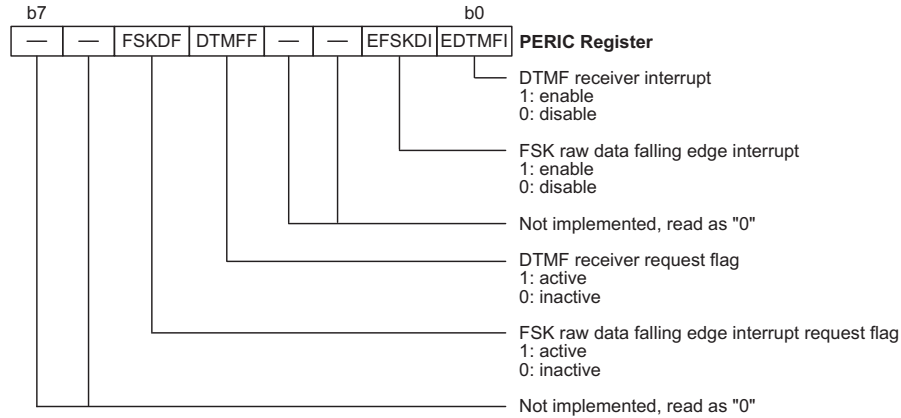 b7 b0
— — FSKDF DTMFF — — EFSKDI EDTMFI PERIC Register
DTMF receiver interrupt
1: enable
0: disable
FSK raw data falling edge interrupt
1: enable
0: disable
Not implemented, read as "0"
DTMF receiver request flag
1: active
0: inactive
FSK raw data falling edge interrupt request flag
1: active
0: inactive
Not implemented, read as "0"